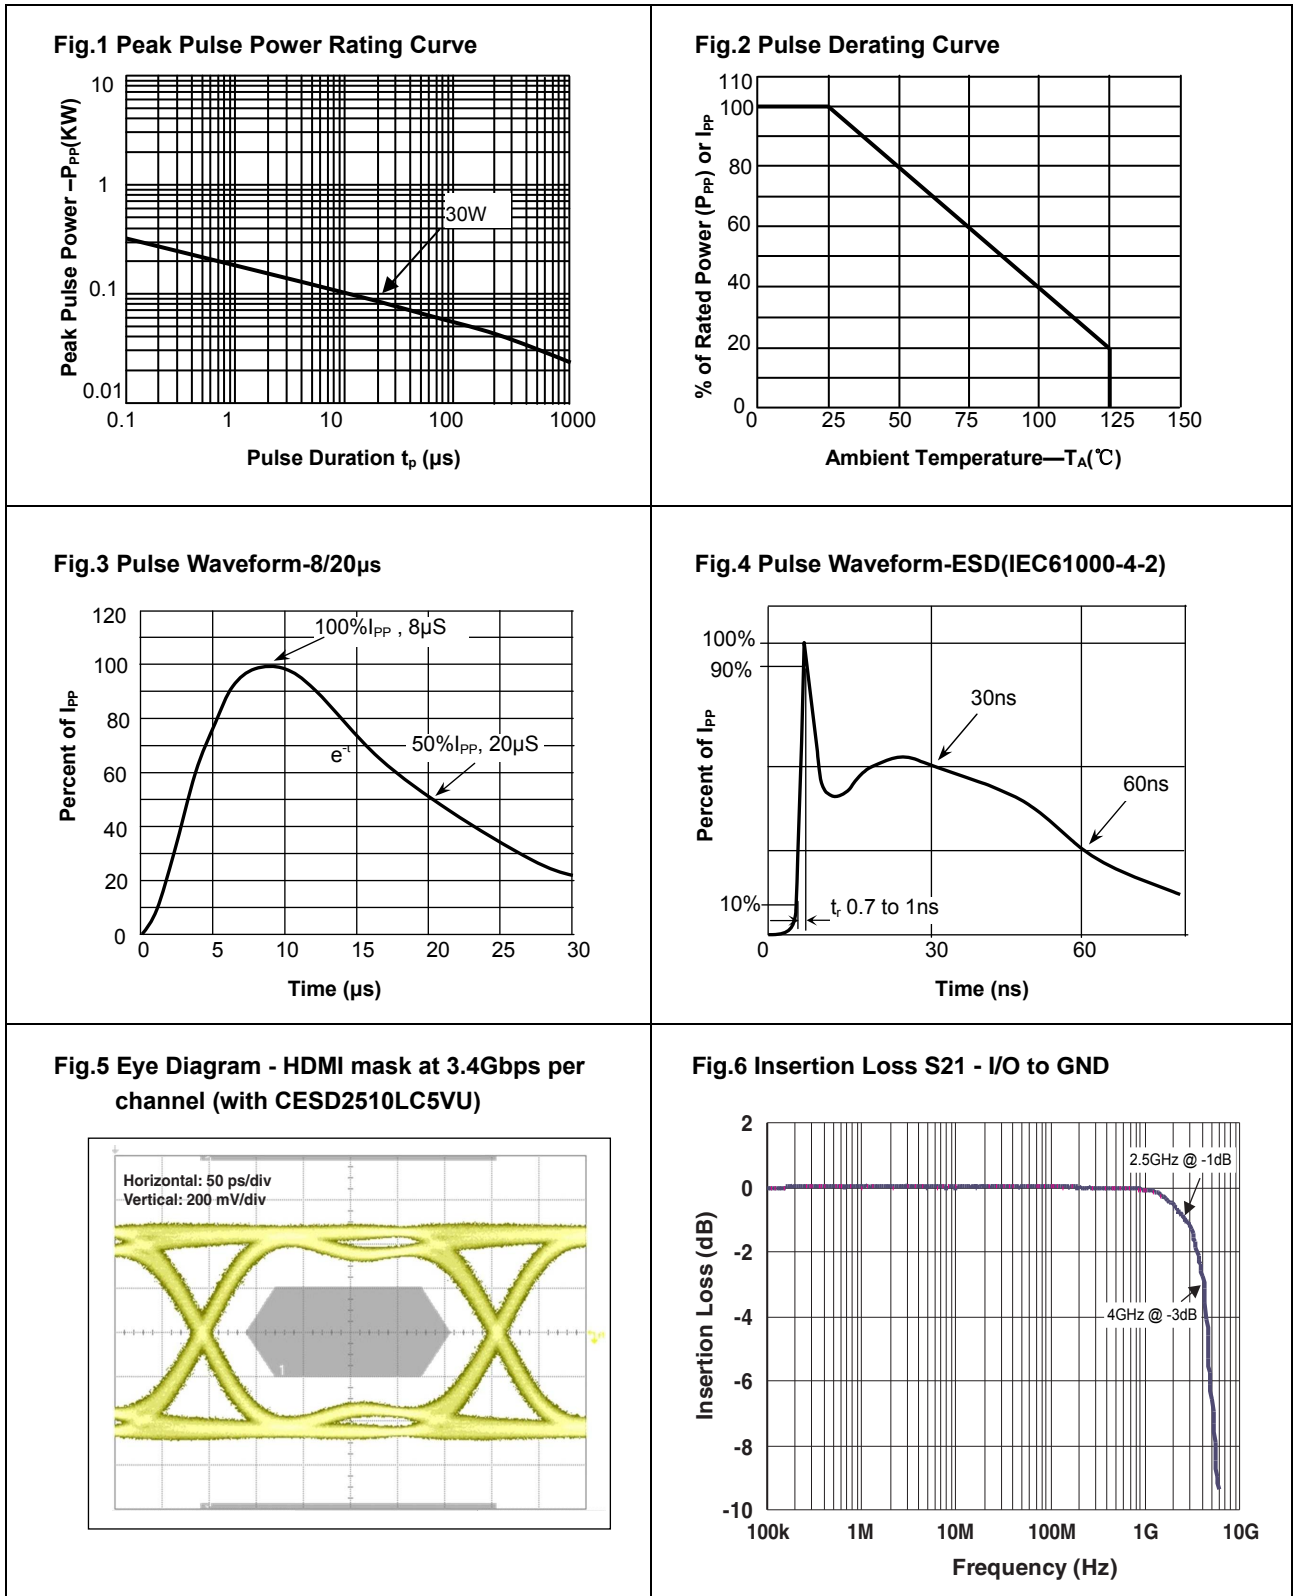 Fig.1 Peak Pulse Power Rating Curve
Peak Pulse Power –PPP(KW)
10
1
0.1
0.01
30W
0.1 1 10 100 1000
Pulse Duration tp (µs)
Fig.2 Pulse Derating Curve
% of Rated Power (PPP) or IPP
110
100
80
60
40
20
0
0 25 50 75 100 125 150
Ambient Temperature—TA(℃)
Fig.3 Pulse Waveform-8/20µs
Percent of IPP
120
100
80
60
40
20
0
100%IPP , 8µS
e-t
50%IPP, 20µS
0 5 10 15 20 25 30
Time (µs)
Fig.4 Pulse Waveform-ESD(IEC61000-4-2)
Percent of IPP
100%
90%
10%
30ns
60ns
tr 0.7 to 1ns
0 30 60
Time (ns)
Fig.5 Eye Diagram - HDMI mask at 3.4Gbps per
channel (with CESD2510LC5VU)
Horizontal: 50 ps/div
Vertical: 200 mV/div
1
Fig.6 Insertion Loss S21 - I/O to GND
Insertion Loss (dB)
2
0
-2
-4
-6
-8
-10
2.5GHz @ -1dB
4GHz @ -3dB
100k 1M 10M 100M 1G 10G
Frequency (Hz)